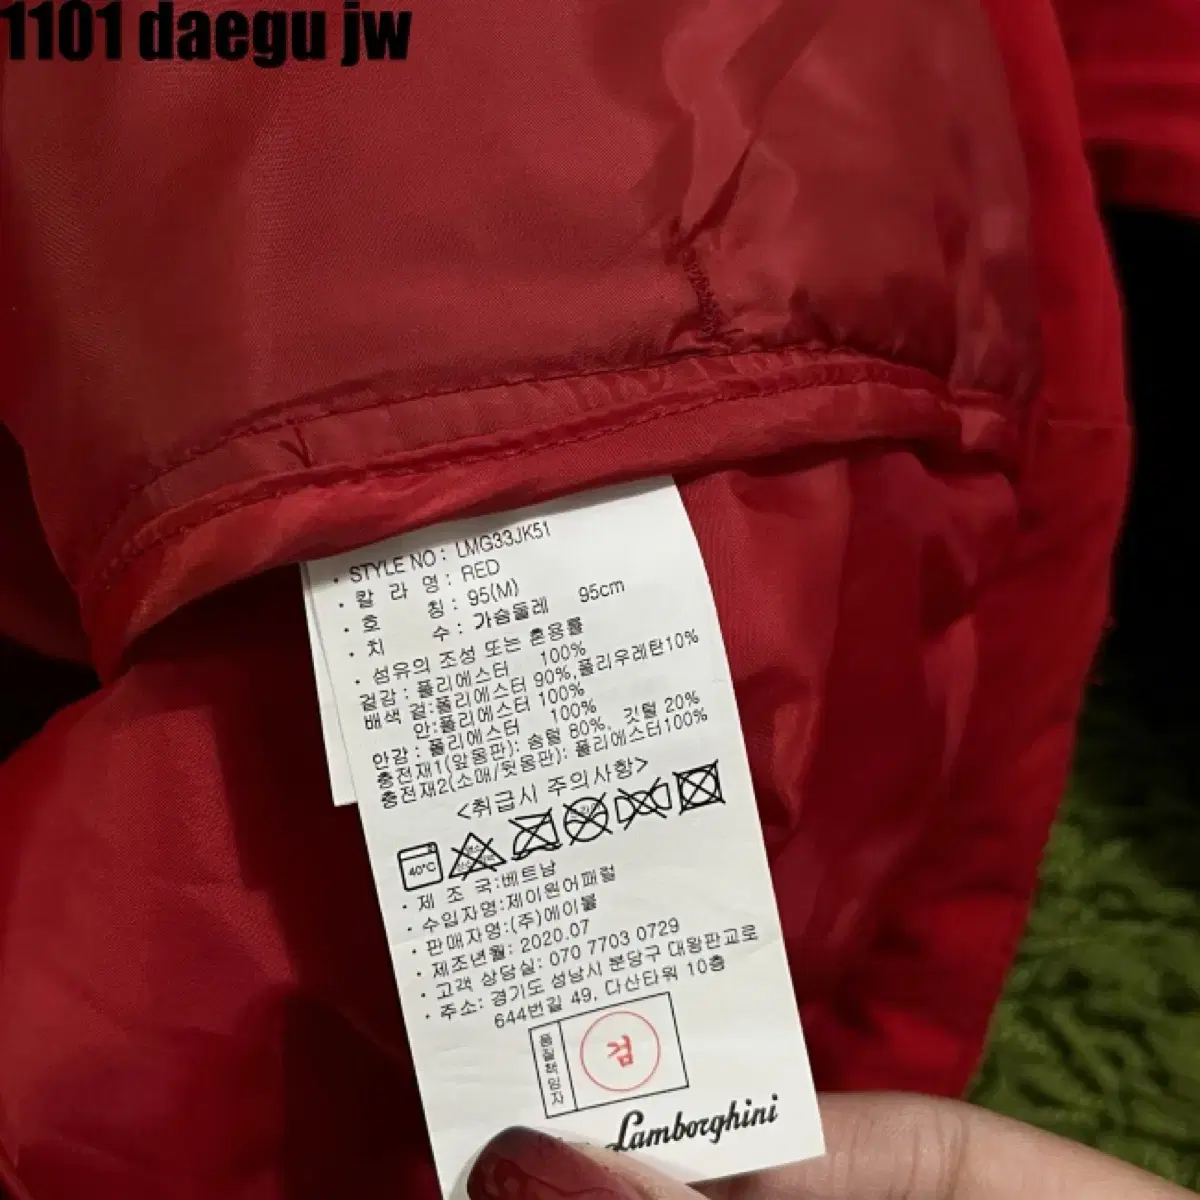 1101 daegu jw
· STYLE NO : LMG33JK51
· 칼 라 명 : RED
· 호 칭 : 95(M)
· 치 수 : 가슴둘레 95cm
· 섬유의 조성 또는 혼용률
겉감 : 폴리에스터 100%
배색 겉:폴리에스터 90%,폴리우레탄10%
안:폴리에스터 100%
안감 : 폴리에스터 100%
충전재1(앞몸판): 솜털 80%, 깃털 20%
충전재2(소매/뒷몸판): 폴리에스터100%
<취급시 주의사항>
40°C
· 제 조 국:베트남
· 수입자명:제이원어패럴
· 판매자명:(주)에이볼
· 제조년월: 2020.07
· 고객 상담실: 070 7703 0729
· 주소: 경기도 성남시 분당구 대왕판교로
644번길 49, 다산타워 10층
품질책임자
검
Lamborghini